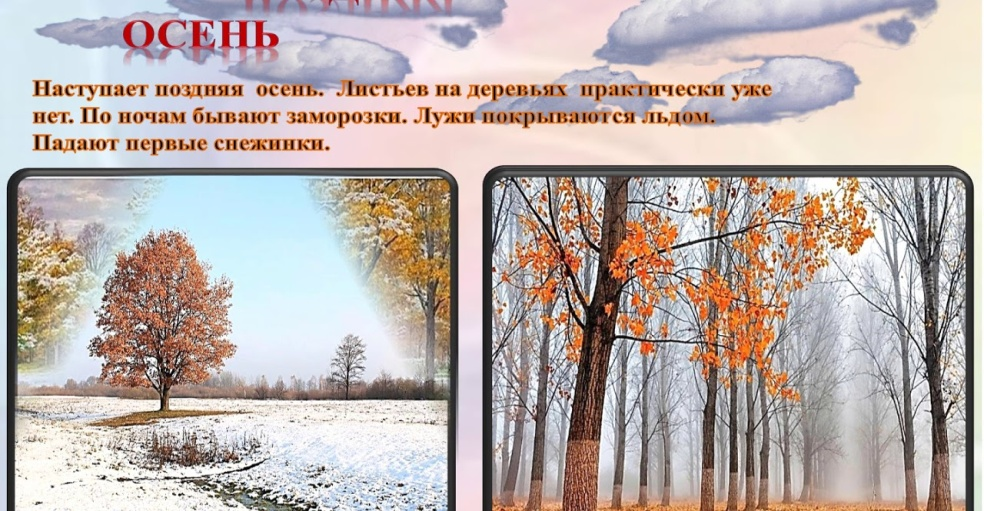 ОСЕНЬ
Наступает поздняя осень. Листьев на деревьях практически уже
нет. По ночам бывают заморозки. Лужи покрываются льдом.
Падают первые снежинки.